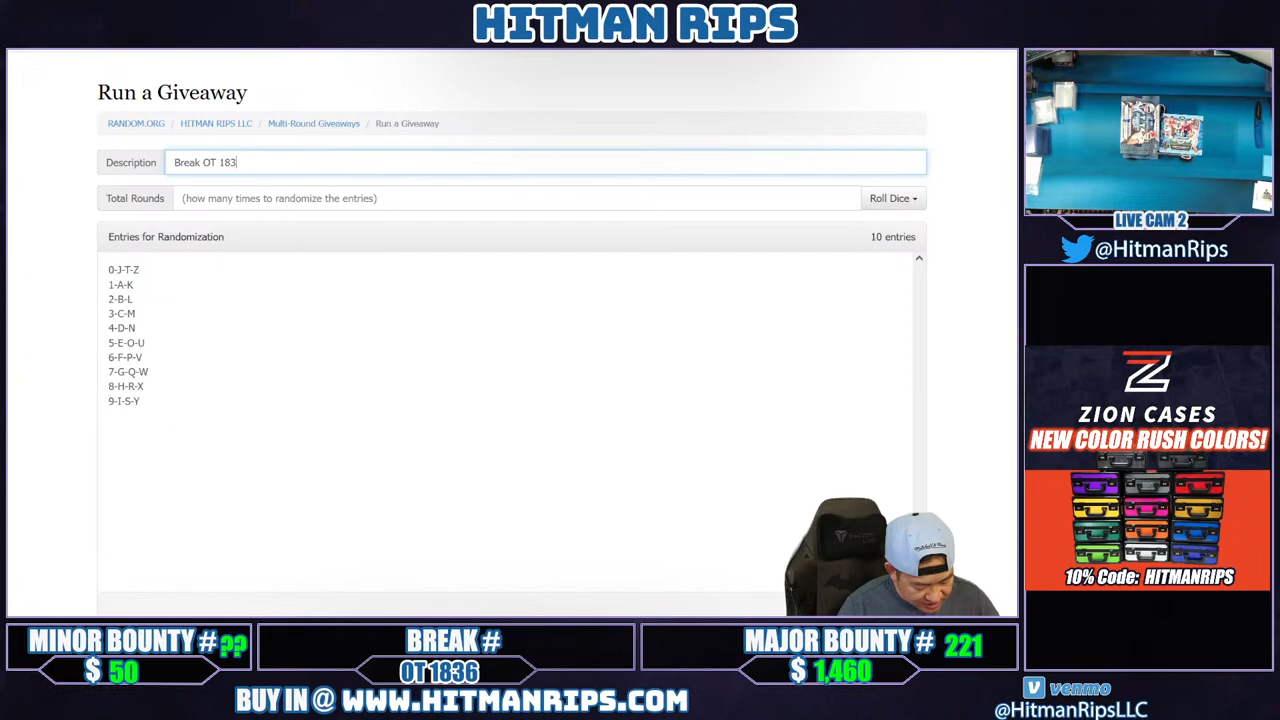 HITMAN RIPS
Run a Giveaway
RANDOM.ORG / HITMAN RIPS LLC / Multi-Round Giveaways / Run a Giveaway
Description Break OT 183
Total Rounds (how many times to randomize the entries) Roll Dice
Entries for Randomization 10 entries
0-J-T-Z
1-A-K
2-B-L
3-C-M
4-D-N
5-E-O-U
6-F-P-V
7-G-Q-W
8-H-R-X
9-I-S-Y
LIVE CAM 2
@HitmanRips
Z
ZION CASES
NEW COLOR RUSH COLORS!
10% Code: HITMANRIPS
MINOR BOUNTY # ??
$ 50
BREAK #
OT 1836
MAJOR BOUNTY # 221
$ 1,460
BUY IN @ WWW.HITMANRIPS.COM
V venmo
@HitmanRipsLLC